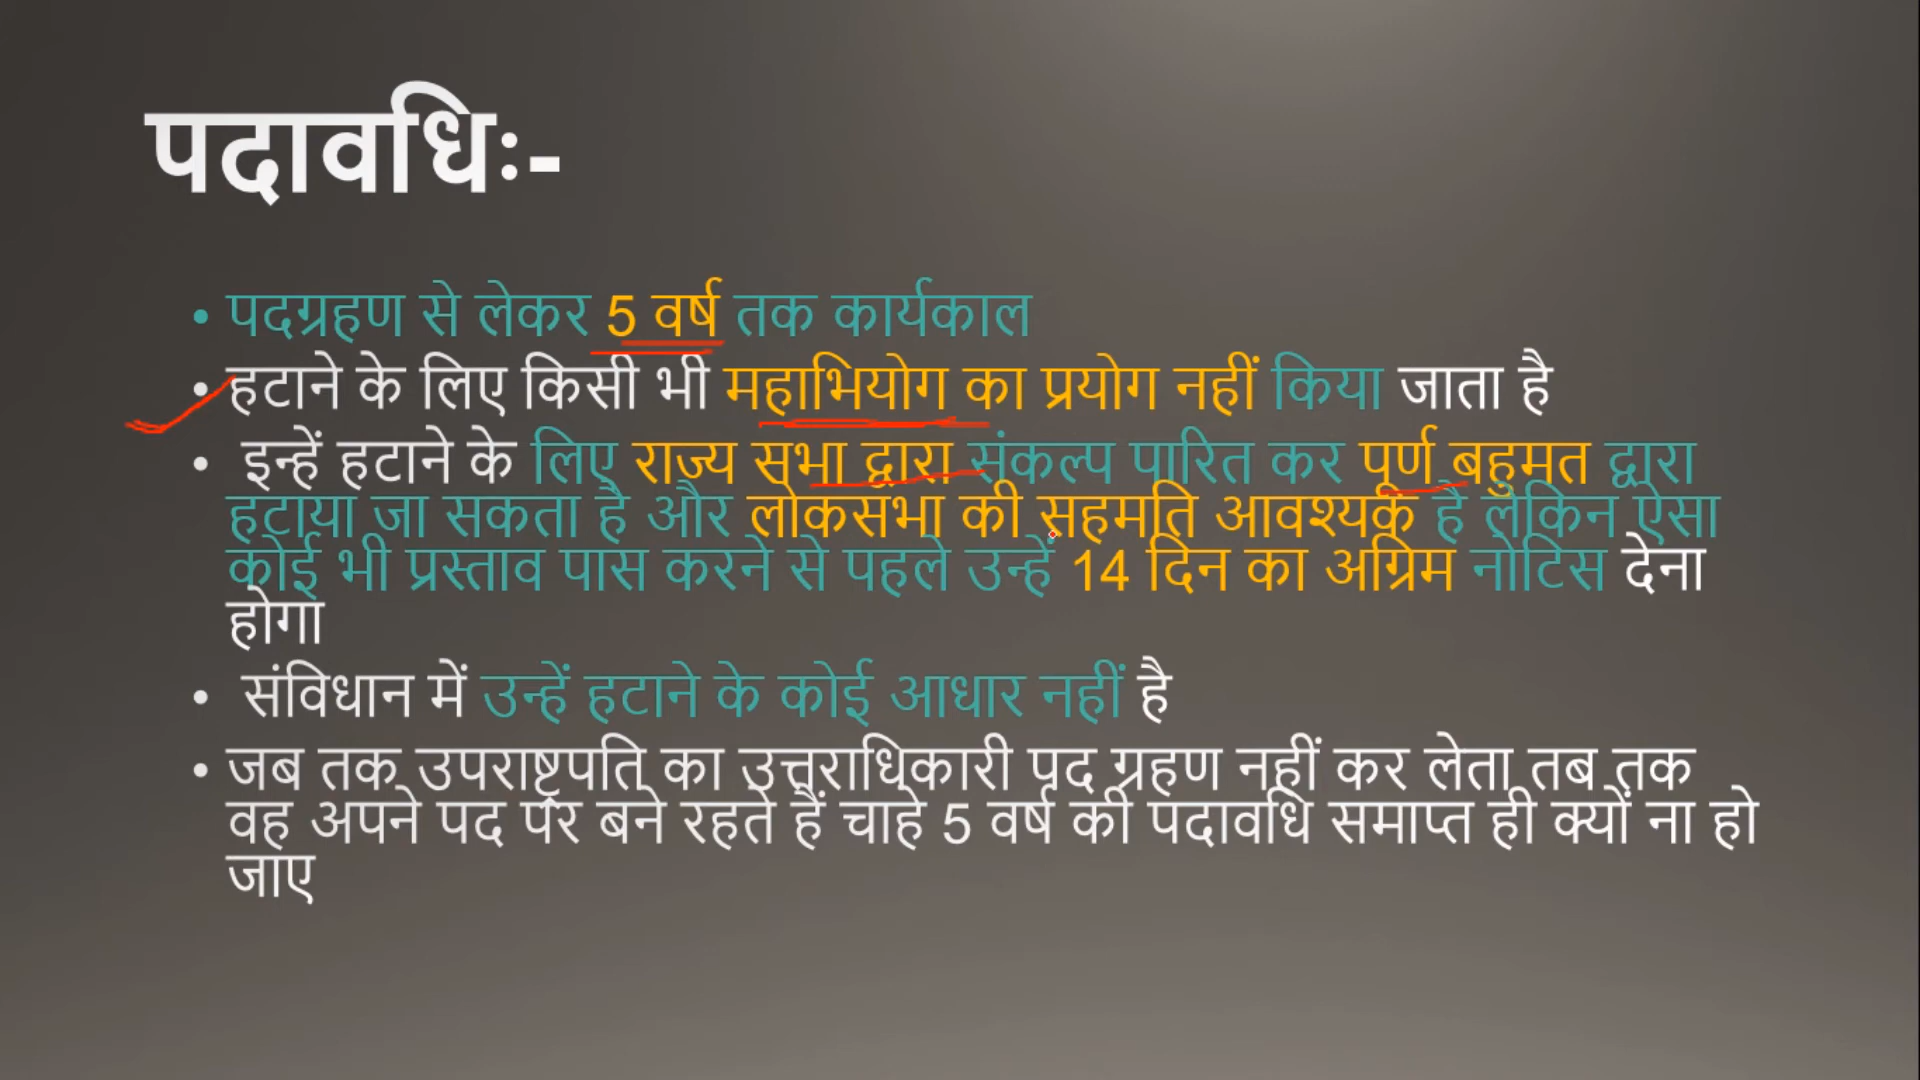 पदावधिः-
• पदग्रहण से लेकर 5 वर्ष तक कार्यकाल
• हटाने के लिए किसी भी महाभियोग का प्रयोग नहीं किया जाता है
• इन्हें हटाने के लिए राज्य सभा द्वारा संकल्प पारित कर पूर्ण बहुमत द्वारा
हटाया जा सकता है और लोकसभा की सहमति आवश्यक है लेकिन ऐसा
कोई भी प्रस्ताव पास करने से पहले उन्हें 14 दिन का अग्रिम नोटिस देना
होगा
• संविधान में उन्हें हटाने के कोई आधार नहीं है
• जब तक उपराष्ट्रपति का उत्तराधिकारी पद ग्रहण नहीं कर लेता तब तक
वह अपने पद पर बने रहते हैं चाहे 5 वर्ष की पदावधि समाप्त ही क्यों ना हो
जाए